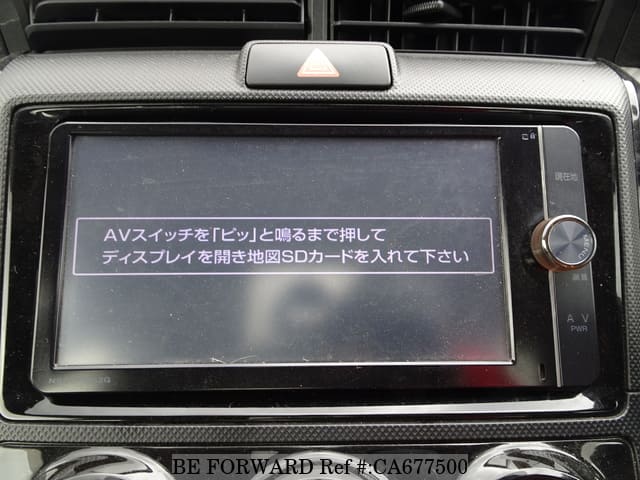 現在地
AVスイッチを「ピッ」と鳴るまで押して
ディスプレイを開き地図SDカードを入れて下さい
A V
PWR
BE FORWARD Ref #:CA677500